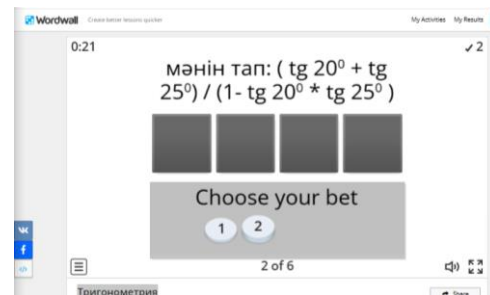 Wordwall Create better lessons quicker My Activities My Results
0:21 ✓ 2
мәнін тап: ( tg 20⁰ + tg
25⁰) / (1- tg 20⁰ * tg 25⁰ )
Choose your bet
1 2
2 of 6
Тригонометрия
Share